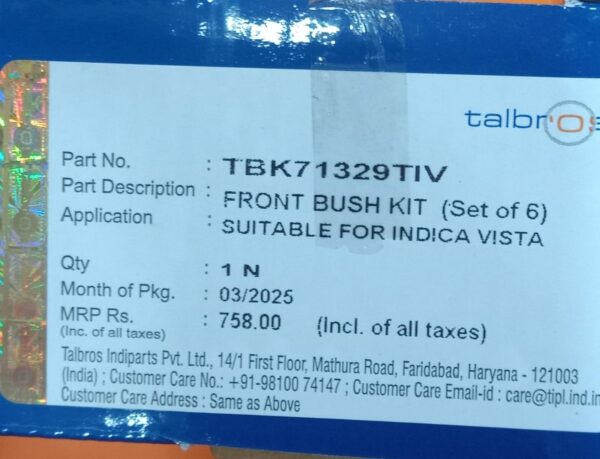 talbros
Part No. : TBK71329TIV
Part Description : FRONT BUSH KIT (Set of 6)
Application : SUITABLE FOR INDICA VISTA
Qty : 1 N
Month of Pkg. : 03/2025
MRP Rs. : 758.00 (Incl. of all taxes)
(Inc. of all taxes)
Talbros Indiparts Pvt. Ltd., 14/1 First Floor, Mathura Road, Faridabad, Haryana - 121003
(India) ; Customer Care No.: +91-98100 74147 ; Customer Care Email-id : care@tipl.ind.in
Customer Care Address : Same as Above